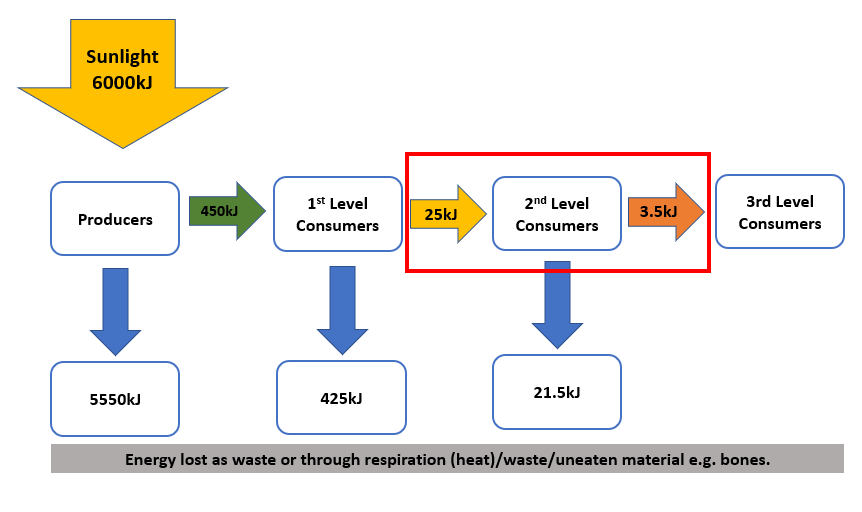 Sunlight
6000kJ
Producers
450kJ
1st Level
Consumers
25kJ
2nd Level
Consumers
3.5kJ
3rd Level
Consumers
5550kJ
425kJ
21.5kJ
Energy lost as waste or through respiration (heat)/waste/uneaten material e.g. bones.